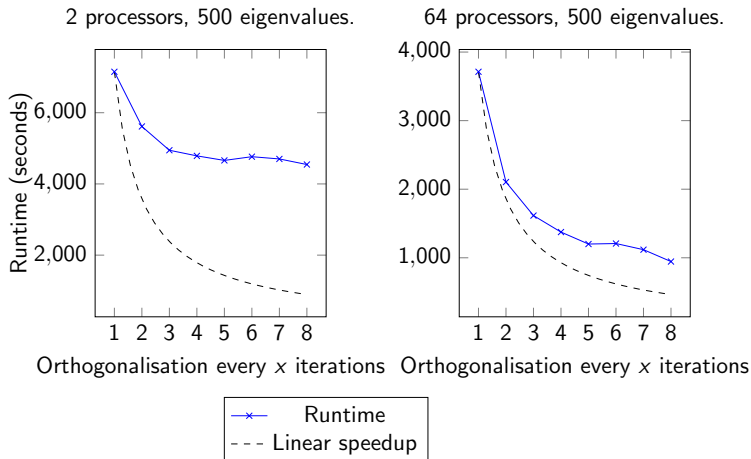 2 processors, 500 eigenvalues.
64 processors, 500 eigenvalues.
Runtime (seconds)
6,000
4,000
2,000
1 2 3 4 5 6 7 8
Orthogonalisation every x iterations
4,000
3,000
2,000
1,000
1 2 3 4 5 6 7 8
Orthogonalisation every x iterations
Runtime
Linear speedup